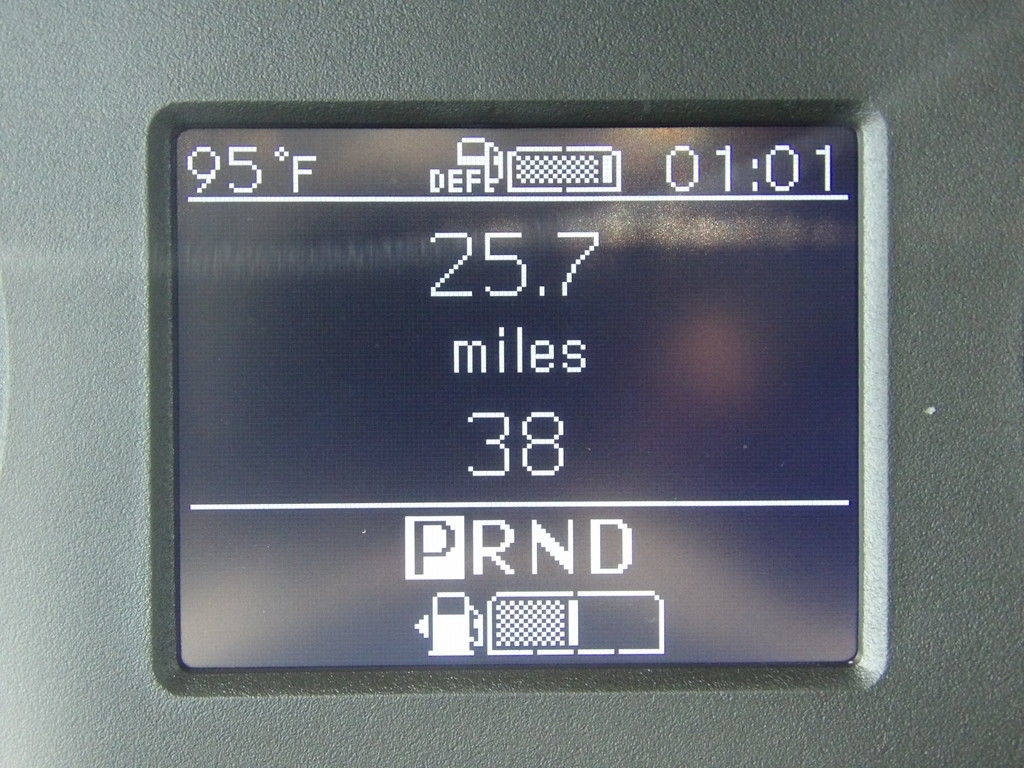 95°F DEF 01:01
25.7
miles
38
PRND